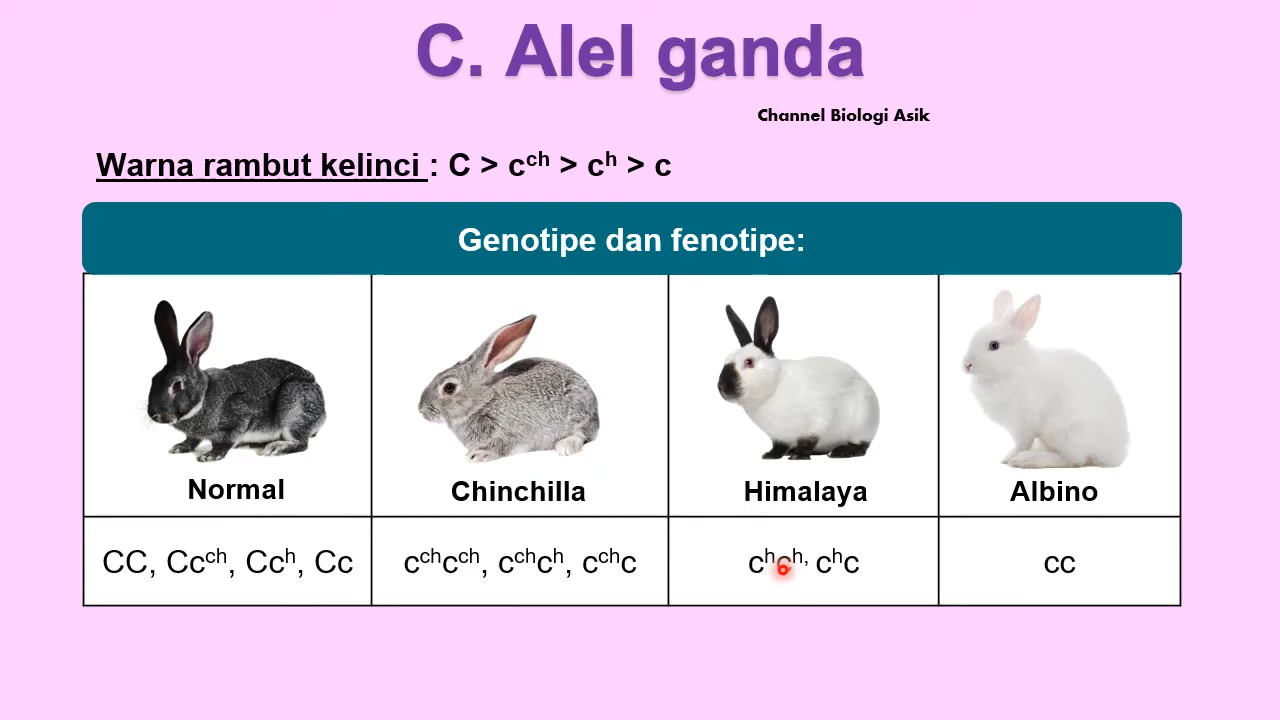 C. Alel ganda
Channel Biologi Asik
Warna rambut kelinci : C > cᶜʰ > cʰ > c
Genotipe dan fenotipe:
Normal
Chinchilla
Himalaya
Albino
CC, Ccᶜʰ, Ccʰ, Cc
cᶜʰcᶜʰ, cᶜʰcʰ, cᶜʰc
cʰcʰ, cʰc
cc